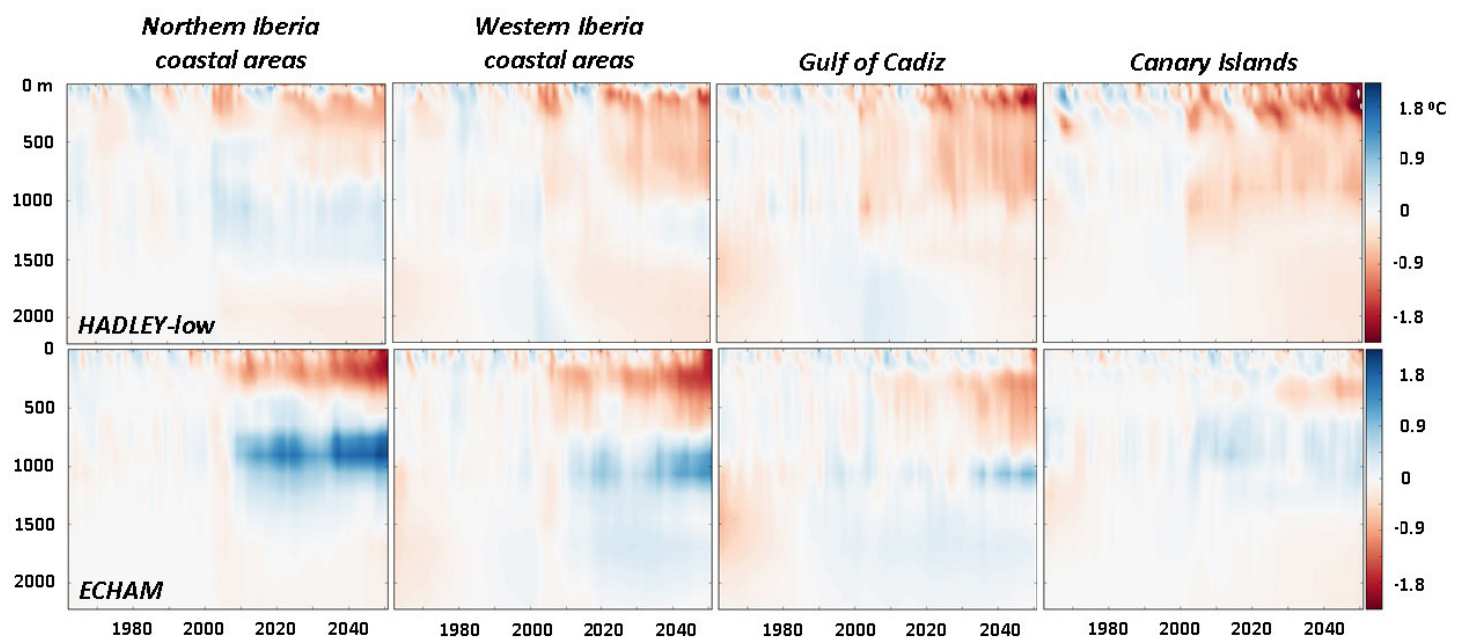 Northern Iberia
coastal areas
Western Iberia
coastal areas
Gulf of Cadiz
Canary Islands
0 m
500
1000
1500
2000
HADLEY-low
1.8 ºC
0.9
0
-0.9
-1.8
0
500
1000
1500
2000
ECHAM
1.8
0.9
0
-0.9
-1.8
1980 2000 2020 2040
1980 2000 2020 2040
1980 2000 2020 2040
1980 2000 2020 2040